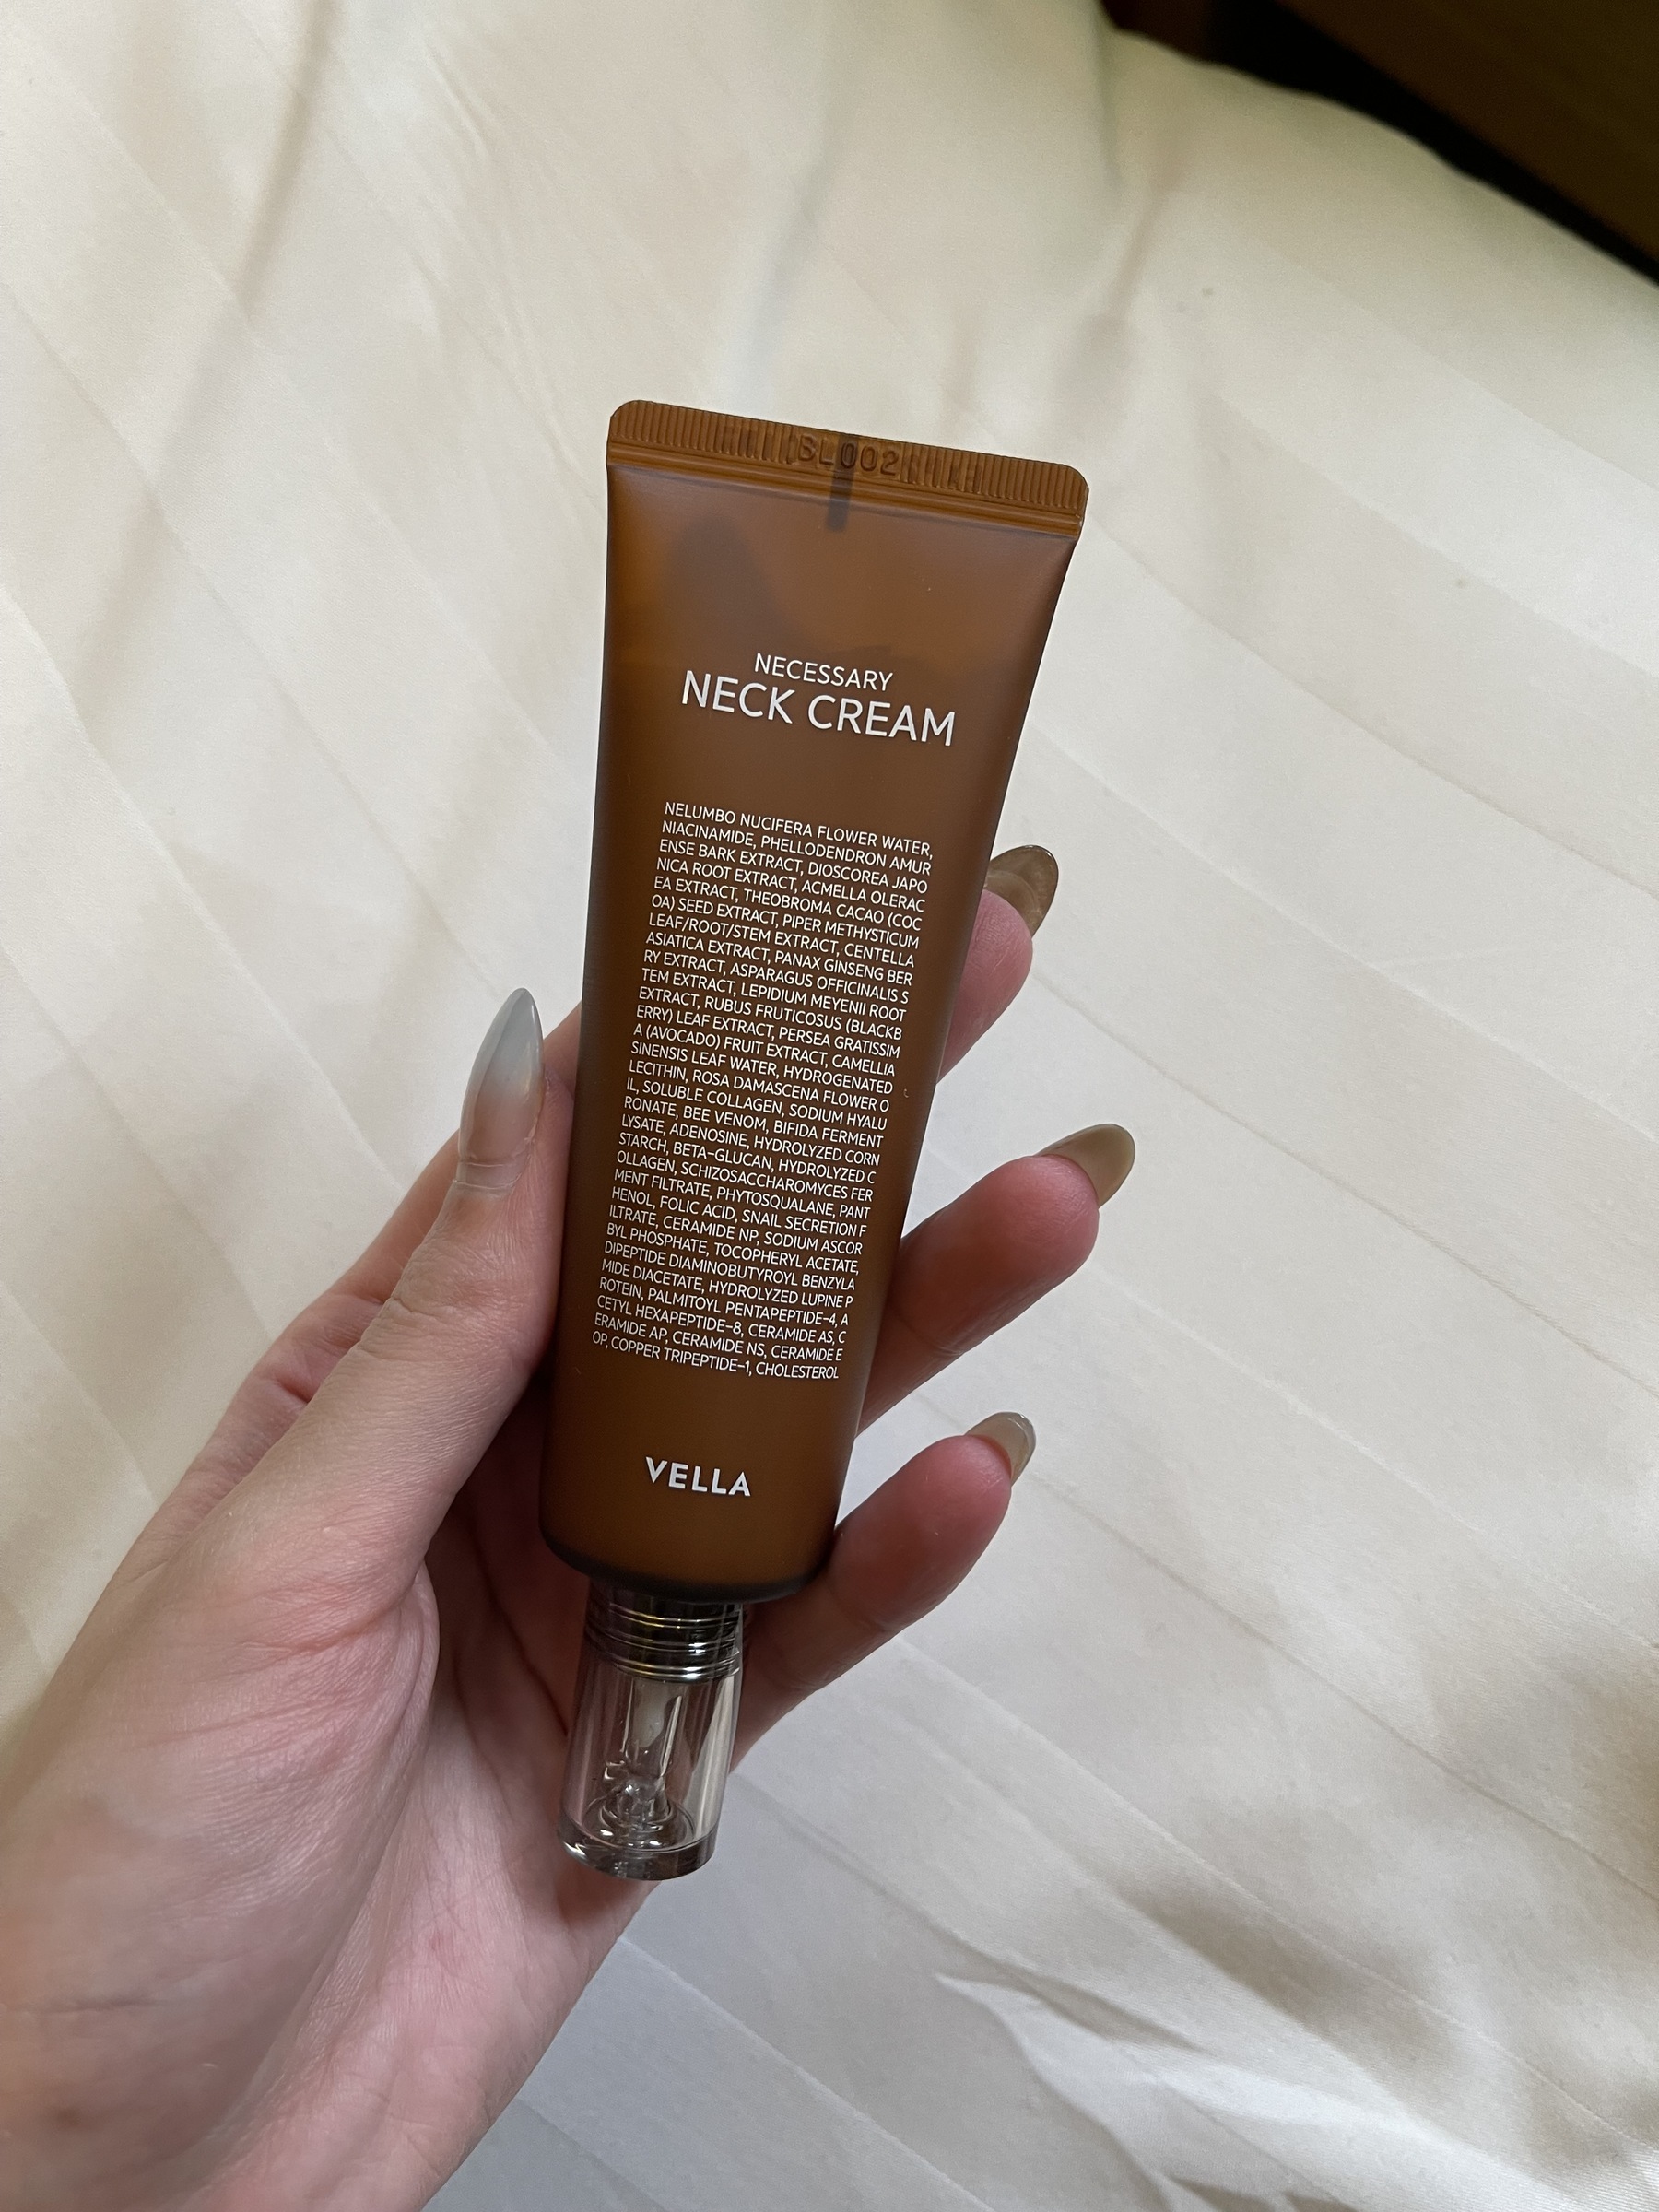 BL002
NECESSARY
NECK CREAM
NELUMBO NUCIFERA FLOWER WATER,
NIACINAMIDE, PHELLODENDRON AMUR
ENSE BARK EXTRACT, DIOSCOREA JAPO
NICA ROOT EXTRACT, ACMELLA OLERAC
EA EXTRACT, THEOBROMA CACAO (COC
OA) SEED EXTRACT, PIPER METHYSTICUM
LEAF/ROOT/STEM EXTRACT, CENTELLA
ASIATICA EXTRACT, PANAX GINSENG BER
RY EXTRACT, ASPARAGUS OFFICINALIS S
TEM EXTRACT, LEPIDIUM MEYENII ROOT
EXTRACT, RUBUS FRUTICOSUS (BLACKB
ERRY) LEAF EXTRACT, PERSEA GRATISSIM
A (AVOCADO) FRUIT EXTRACT, CAMELLIA
SINENSIS LEAF WATER, HYDROGENATED
LECITHIN, ROSA DAMASCENA FLOWER O
IL, SOLUBLE COLLAGEN, SODIUM HYALU
RONATE, BEE VENOM, BIFIDA FERMENT
LYSATE, ADENOSINE, HYDROLYZED CORN
STARCH, BETA-GLUCAN, HYDROLYZED C
OLLAGEN, SCHIZOSACCHAROMYCES FER
MENT FILTRATE, PHYTOSQUALANE, PANT
HENOL, FOLIC ACID, SNAIL SECRETION F
ILTRATE, CERAMIDE NP, SODIUM ASCOR
BYL PHOSPHATE, TOCOPHERYL ACETATE,
DIPEPTIDE DIAMINOBUTYROYL BENZYLA
MIDE DIACETATE, HYDROLYZED LUPINE P
ROTEIN, PALMITOYL PENTAPEPTIDE-4, A
CETYL HEXAPEPTIDE-8, CERAMIDE AS, C
ERAMIDE AP, CERAMIDE NS, CERAMIDE E
OP, COPPER TRIPEPTIDE-1, CHOLESTEROL
VELLA